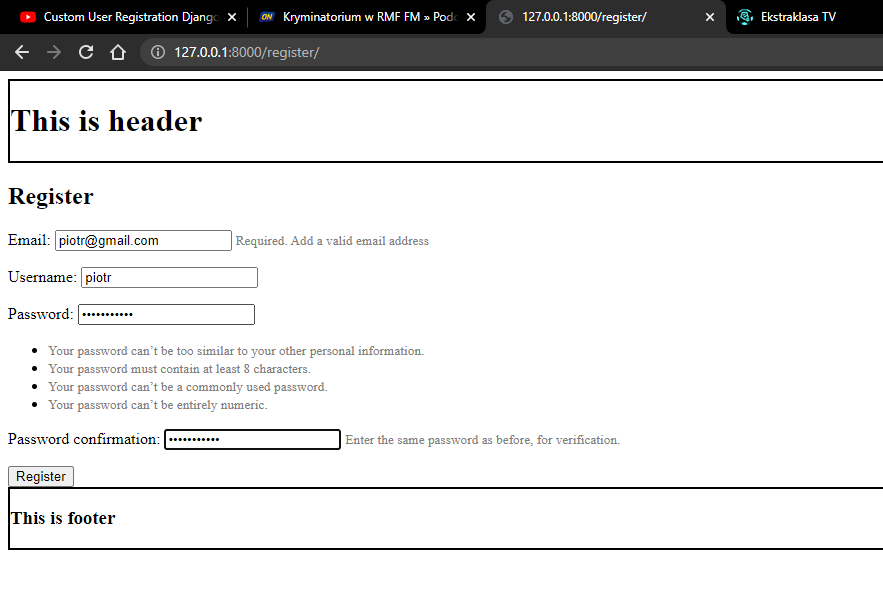 Custom User Registration Djang
ON Kryminatorium w RMF FM » Pod
127.0.0.1:8000/register/
Ekstraklasa TV
127.0.0.1:8000/register/
This is header
Register
Email: piotr@gmail.com Required. Add a valid email address
Username: piotr
Password: •••••••••••
• Your password can’t be too similar to your other personal information.
• Your password must contain at least 8 characters.
• Your password can’t be a commonly used password.
• Your password can’t be entirely numeric.
Password confirmation: ••••••••••• Enter the same password as before, for verification.
Register
This is footer